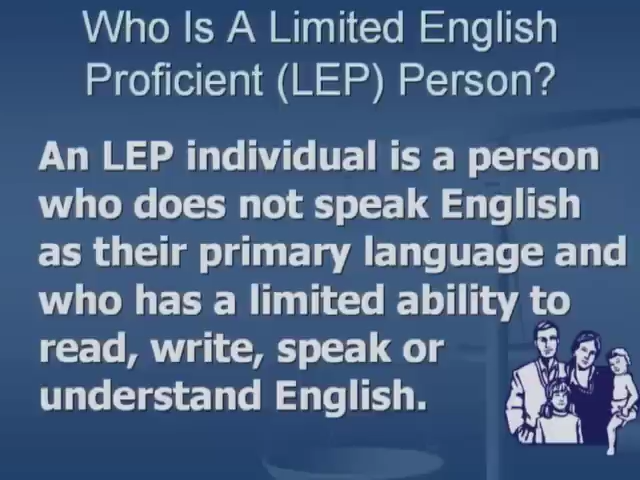 Who Is A Limited English
Proficient (LEP) Person?
An LEP individual is a person
who does not speak English
as their primary language and
who has a limited ability to
read, write, speak or
understand English.